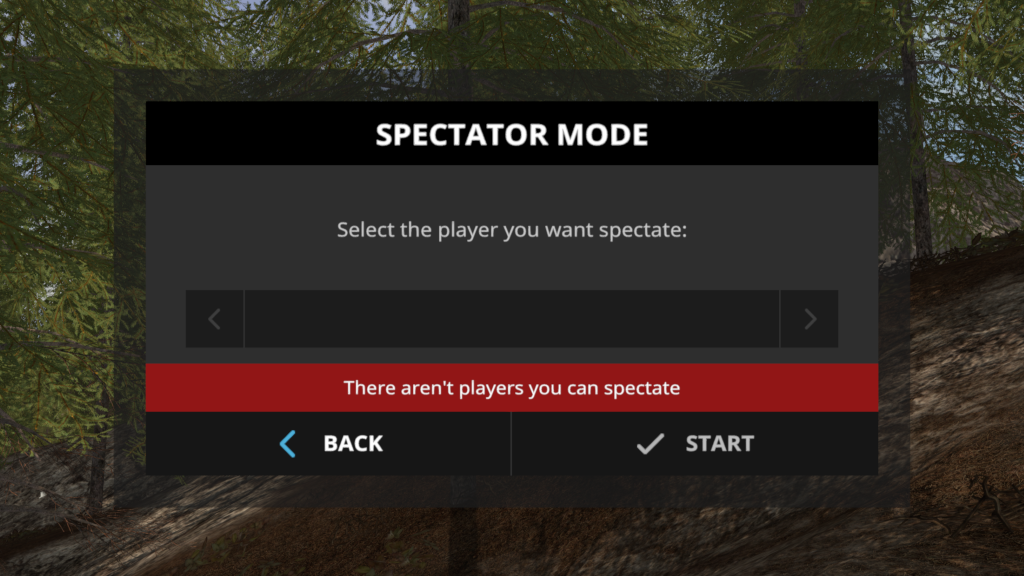 SPECTATOR MODE
Select the player you want spectate:
There aren't players you can spectate
BACK
START